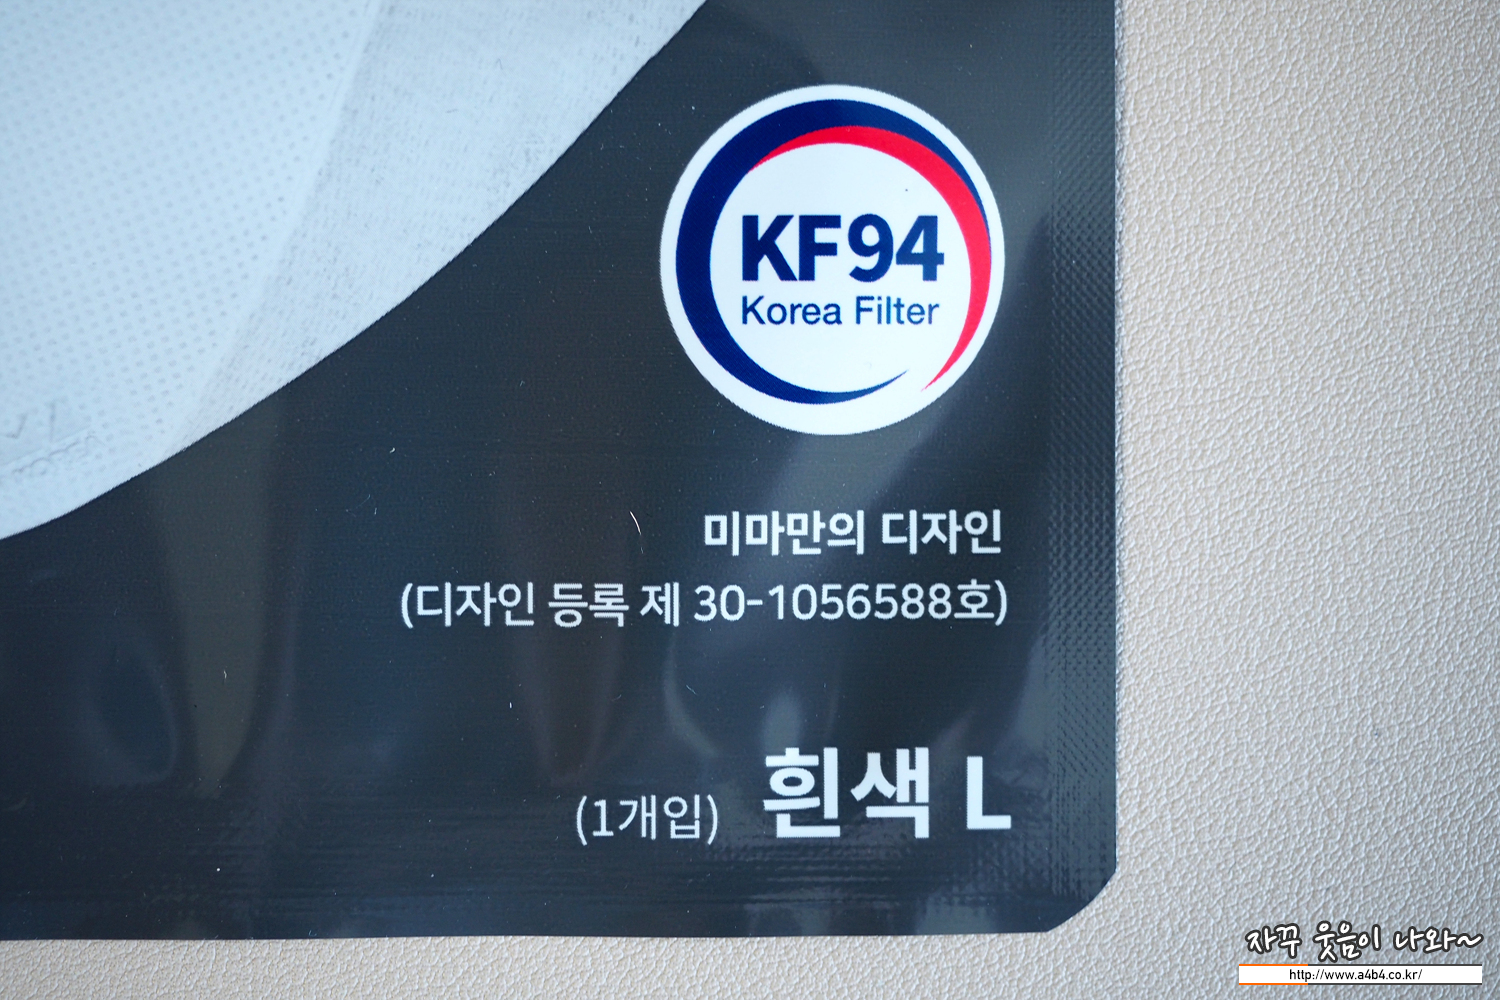 KF94
Korea Filter
미마만의 디자인
(디자인 등록 제 30-1056588호)
(1개입) 흰색 L
자꾸 웃음이 나와~
http://www.a4b4.co.kr/